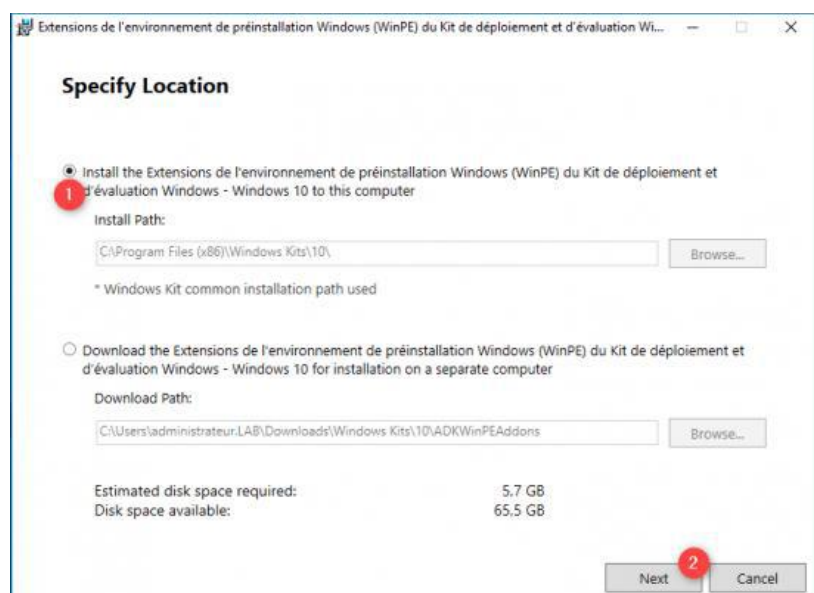 Extensions de l'environnement de préinstallation Windows (WinPE) du Kit de déploiement et d'évaluation Wi...
Specify Location
Install the Extensions de l'environnement de préinstallation Windows (WinPE) du Kit de déploiement et
1
d'évaluation Windows - Windows 10 to this computer
Install Path:
C:\Program Files (x86)\Windows Kits\10\
Browse...
* Windows Kit common installation path used
Download the Extensions de l'environnement de préinstallation Windows (WinPE) du Kit de déploiement et
d'évaluation Windows - Windows 10 for installation on a separate computer
Download Path:
C:\Users\administrateur.LAB\Downloads\Windows Kits\10\ADKWinPEAddons
Browse...
Estimated disk space required: 5.7 GB
Disk space available: 65.5 GB
Next
2
Cancel